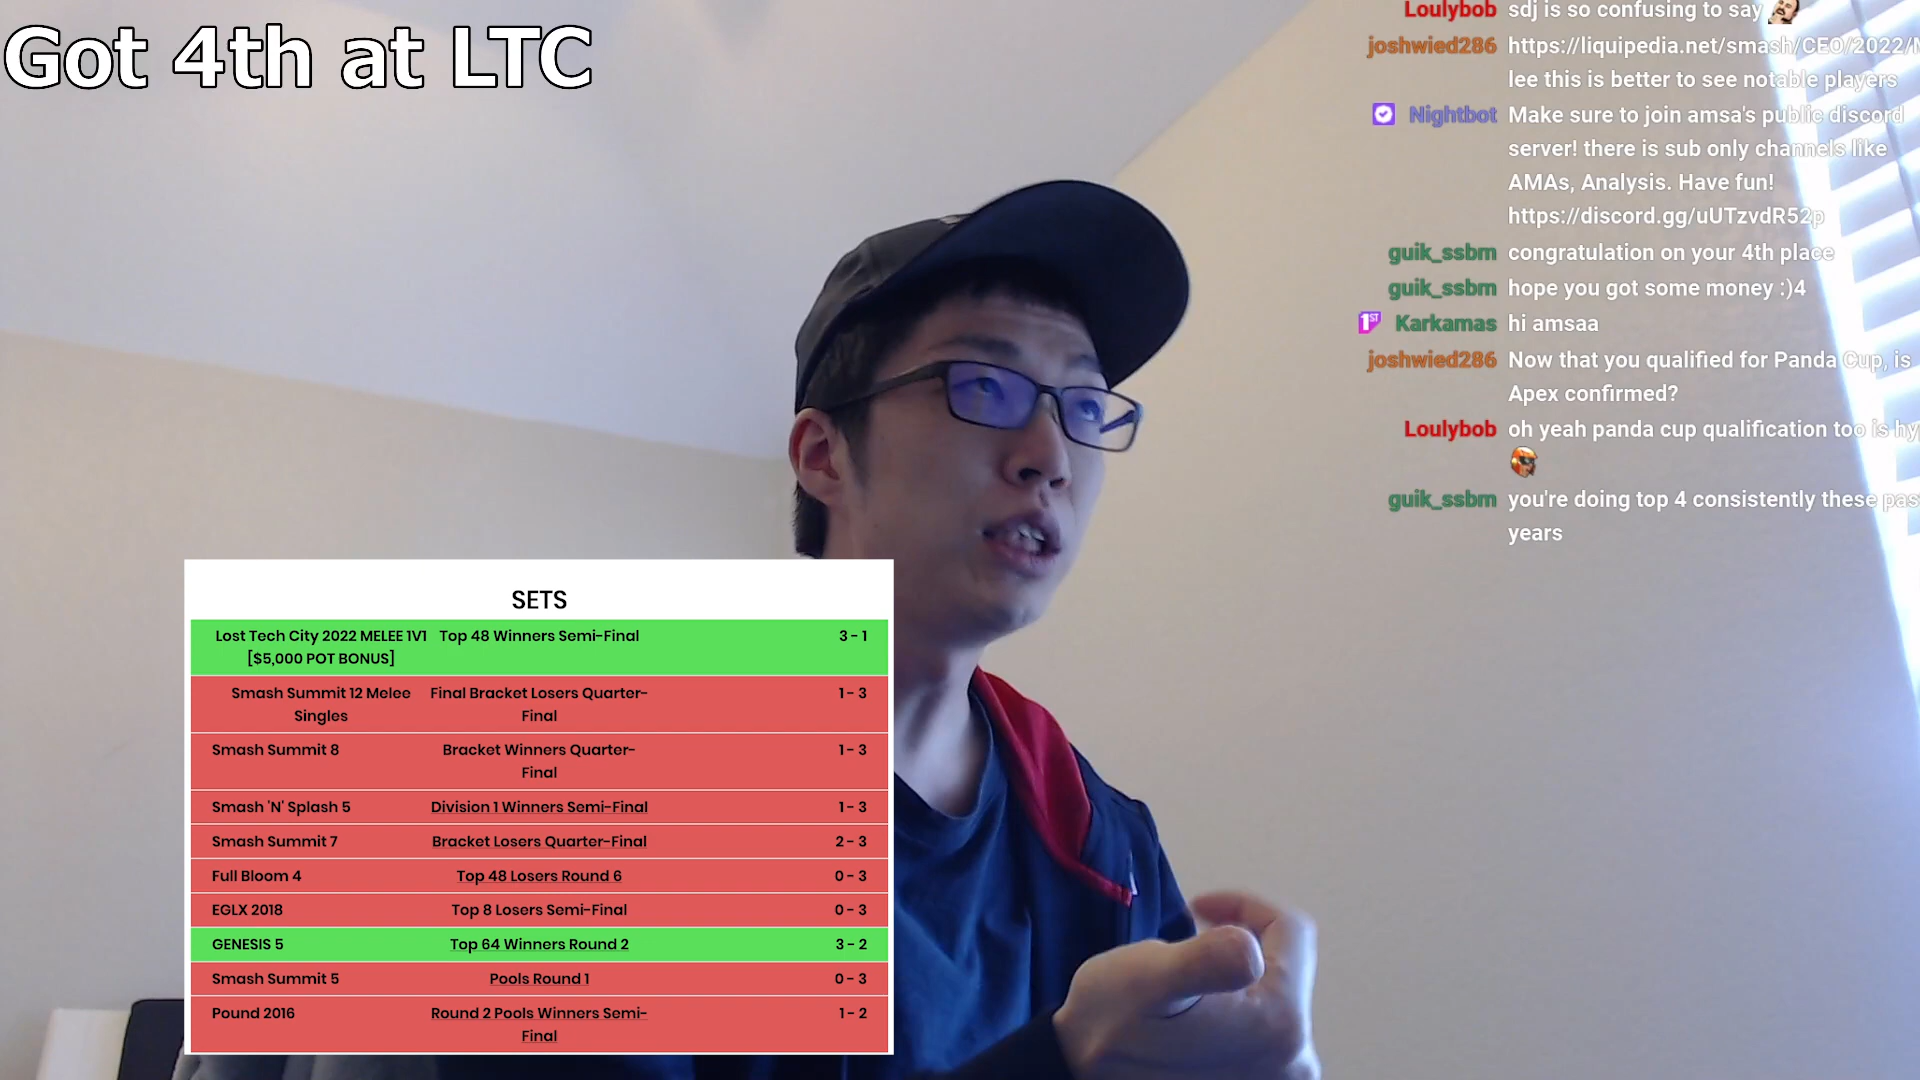 Got 4th at LTC
Loulybob sdj is so confusing to say
joshwied286 https://liquipedia.net/smash/CEO/2022/
lee this is better to see notable players
Nightbot Make sure to join amsa's public discord
server! there is sub only channels like
AMAs, Analysis. Have fun!
https://discord.gg/uUTzvdR52p
guik_ssbm congratulation on your 4th place
guik_ssbm hope you got some money :)4
1ST Karkamas hi amsaa
joshwied286 Now that you qualified for Panda Cup, is
Apex confirmed?
Loulybob oh yeah panda cup qualification too is hy
guik_ssbm you're doing top 4 consistently these pas
years
SETS
Lost Tech City 2022 MELEE 1V1 Top 48 Winners Semi-Final 3 - 1
[$5,000 POT BONUS]
Smash Summit 12 Melee Final Bracket Losers Quarter- 1 - 3
Singles Final
Smash Summit 8 Bracket Winners Quarter- 1 - 3
Final
Smash 'N' Splash 5 Division 1 Winners Semi-Final 1 - 3
Smash Summit 7 Bracket Losers Quarter-Final 2 - 3
Full Bloom 4 Top 48 Losers Round 6 0 - 3
EGLX 2018 Top 8 Losers Semi-Final 0 - 3
GENESIS 5 Top 64 Winners Round 2 3 - 2
Smash Summit 5 Pools Round 1 0 - 3
Pound 2016 Round 2 Pools Winners Semi- 1 - 2
Final